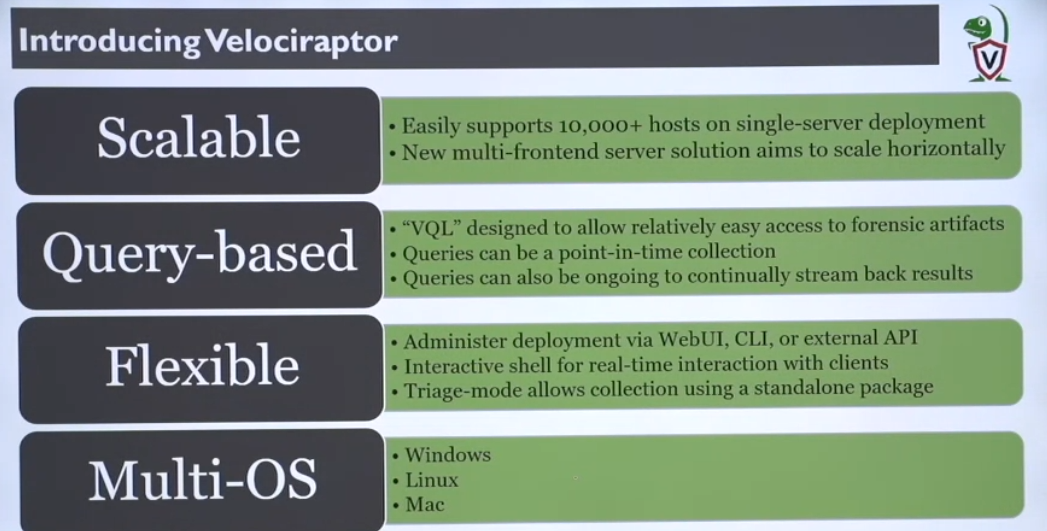 Introducing Velociraptor
V
Scalable
• Easily supports 10,000+ hosts on single-server deployment
• New multi-frontend server solution aims to scale horizontally
Query-based
• “VQL” designed to allow relatively easy access to forensic artifacts
• Queries can be a point-in-time collection
• Queries can also be ongoing to continually stream back results
Flexible
• Administer deployment via WebUI, CLI, or external API
• Interactive shell for real-time interaction with clients
• Triage-mode allows collection using a standalone package
Multi-OS
• Windows
• Linux
• Mac